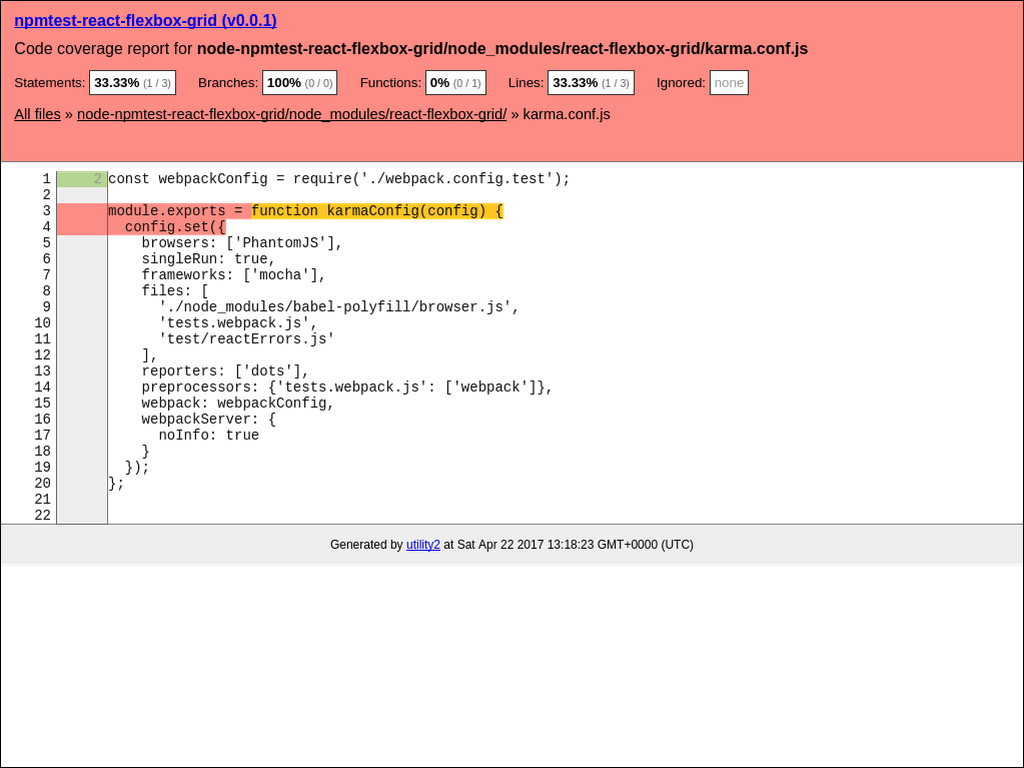 npmtest-react-flexbox-grid (v0.0.1)
Code coverage report for node-npmtest-react-flexbox-grid/node_modules/react-flexbox-grid/karma.conf.js
Statements: 33.33% (1 / 3) Branches: 100% (0 / 0) Functions: 0% (0 / 1) Lines: 33.33% (1 / 3) Ignored: none
All files » node-npmtest-react-flexbox-grid/node_modules/react-flexbox-grid/ » karma.conf.js
1 2 const webpackConfig = require('./webpack.config.test');
2
3 module.exports = function karmaConfig(config) {
4   config.set({
5     browsers: ['PhantomJS'],
6     singleRun: true,
7     frameworks: ['mocha'],
8     files: [
9       './node_modules/babel-polyfill/browser.js',
10       'tests.webpack.js',
11       'test/reactErrors.js'
12     ],
13     reporters: ['dots'],
14     preprocessors: {'tests.webpack.js': ['webpack']},
15     webpack: webpackConfig,
16     webpackServer: {
17       noInfo: true
18     }
19   });
20 };
21
22
Generated by utility2 at Sat Apr 22 2017 13:18:23 GMT+0000 (UTC)